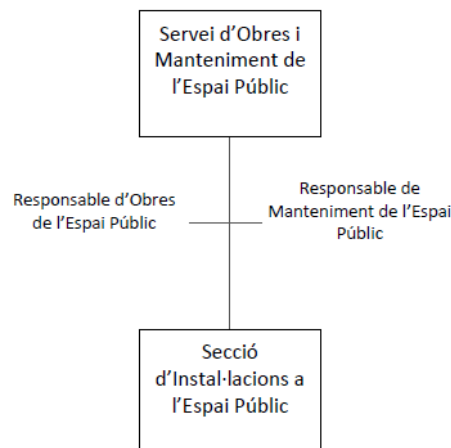 Servei d’Obres i
Manteniment de
l’Espai Públic
Responsable d’Obres
de l’Espai Públic
Responsable de
Manteniment de l’Espai
Públic
Secció
d’Instal·lacions a
l’Espai Públic